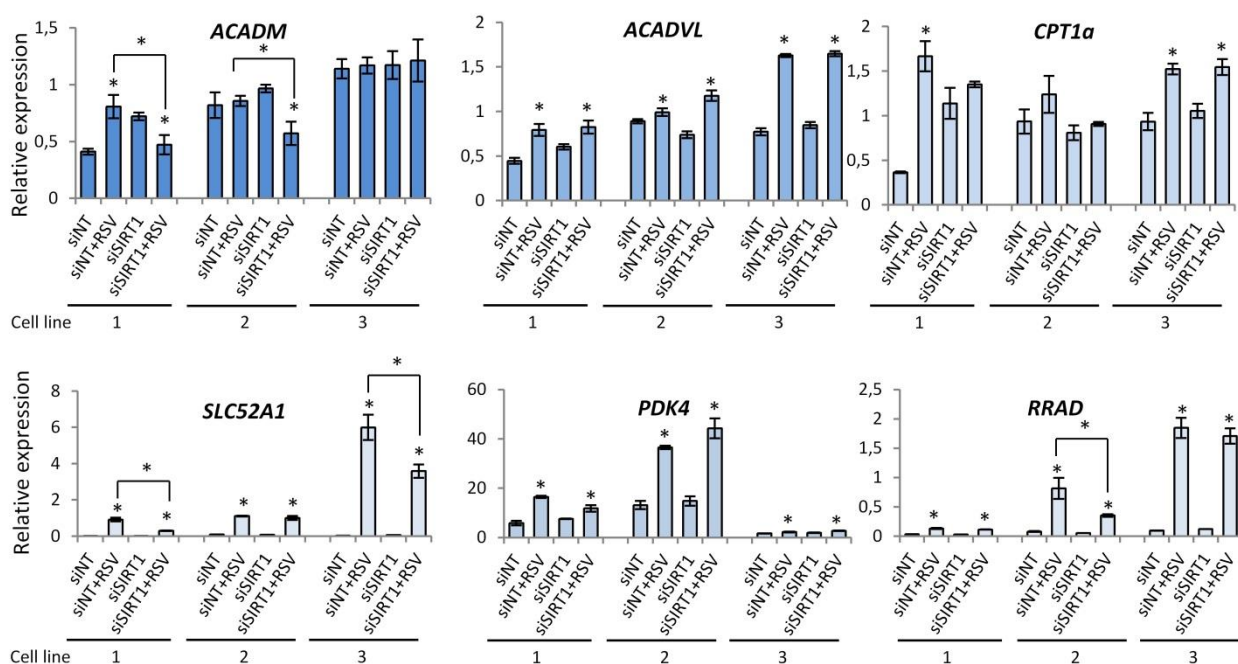 ACADM
ACADVL
CPT1a
Relative expression
1,5
1
0,5
0
*
*
*
*
*
2
1,5
1
0,5
0
*
*
*
*
*
*
2
1,5
1
0,5
0
*
*
*
siNT
siNT+RSV
siSIRT1
siSIRT1+RSV
siNT
siNT+RSV
siSIRT1
siSIRT1+RSV
siNT
siNT+RSV
siSIRT1
siSIRT1+RSV
siNT
siNT+RSV
siSIRT1
siSIRT1+RSV
siNT
siNT+RSV
siSIRT1
siSIRT1+RSV
siNT
siNT+RSV
siSIRT1
siSIRT1+RSV
siNT
siNT+RSV
siSIRT1
siSIRT1+RSV
siNT
siNT+RSV
siSIRT1
siSIRT1+RSV
siNT
siNT+RSV
siSIRT1
siSIRT1+RSV
Cell line 1 2 3
1 2 3
1 2 3
SLC52A1
PDK4
RRAD
Relative expression
8
6
4
2
0
*
*
*
*
*
*
*
*
60
40
20
0
*
*
*
*
*
*
2,5
2
1,5
1
0,5
0
*
*
*
*
*
*
*
siNT
siNT+RSV
siSIRT1
siSIRT1+RSV
siNT
siNT+RSV
siSIRT1
siSIRT1+RSV
siNT
siNT+RSV
siSIRT1
siSIRT1+RSV
siNT
siNT+RSV
siSIRT1
siSIRT1+RSV
siNT
siNT+RSV
siSIRT1
siSIRT1+RSV
siNT
siNT+RSV
siSIRT1
siSIRT1+RSV
siNT
siNT+RSV
siSIRT1
siSIRT1+RSV
siNT
siNT+RSV
siSIRT1
siSIRT1+RSV
siNT
siNT+RSV
siSIRT1
siSIRT1+RSV
Cell line 1 2 3
1 2 3
1 2 3